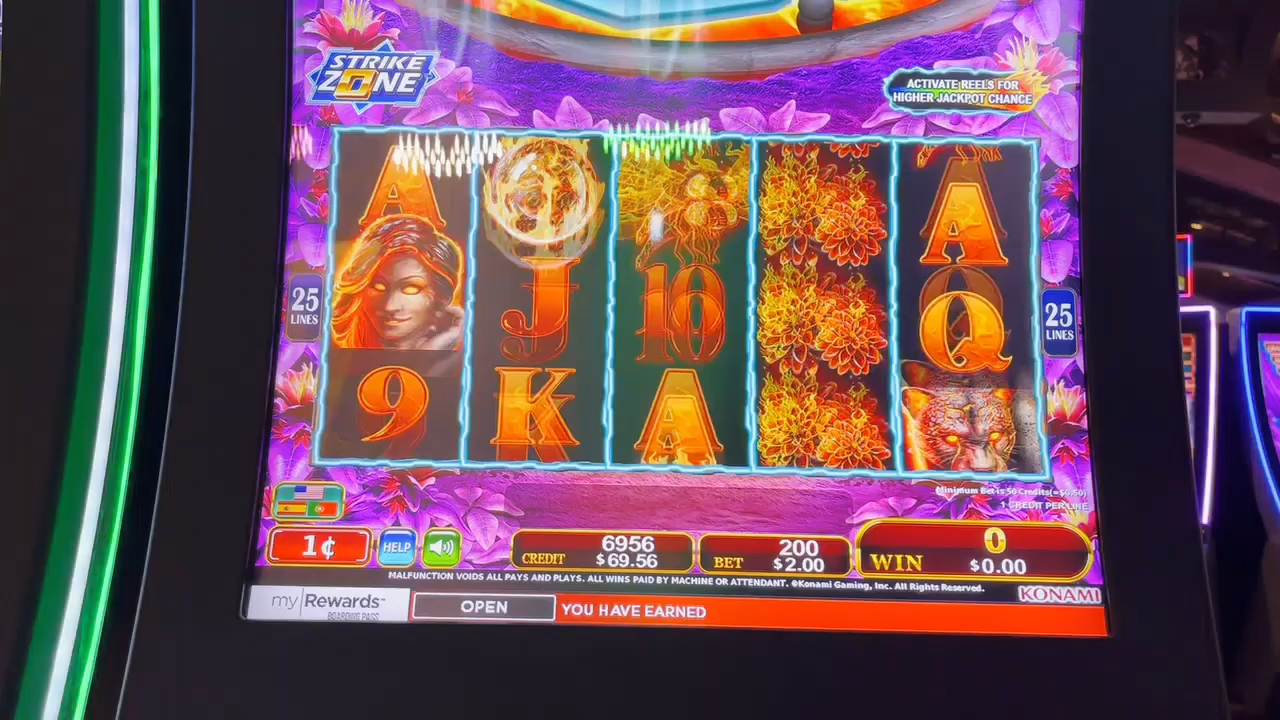 STRIKE
ZONE
ACTIVATE REELS FOR
HIGHER JACKPOT CHANCE
A
A
25
LINES
J
10
Q
25
LINES
9
K
A
Minimum Bet is 50 Credits(=$0.50)
1 CREDIT PER LINE
1¢
HELP
CREDIT
6956
$69.56
BET
200
$2.00
WIN
0
$0.00
MALFUNCTION VOIDS ALL PAYS AND PLAYS. ALL WINS PAID BY MACHINE OR ATTENDANT. ©Konami Gaming, Inc. All Rights Reserved.
KONAMI
my|Rewards™
BOARDING PASS
OPEN
YOU HAVE EARNED